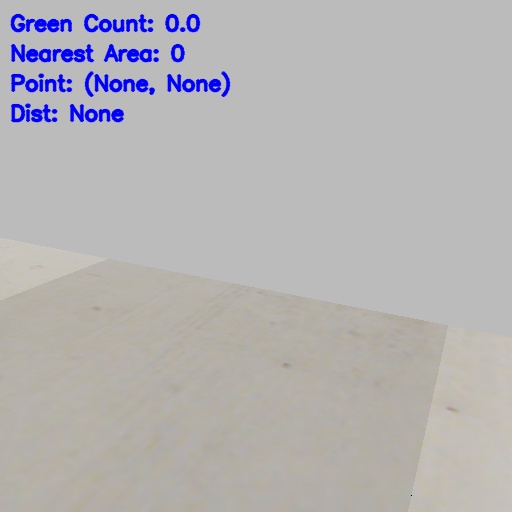 Green Count: 0.0
Nearest Area: 0
Point: (None, None)
Dist: None